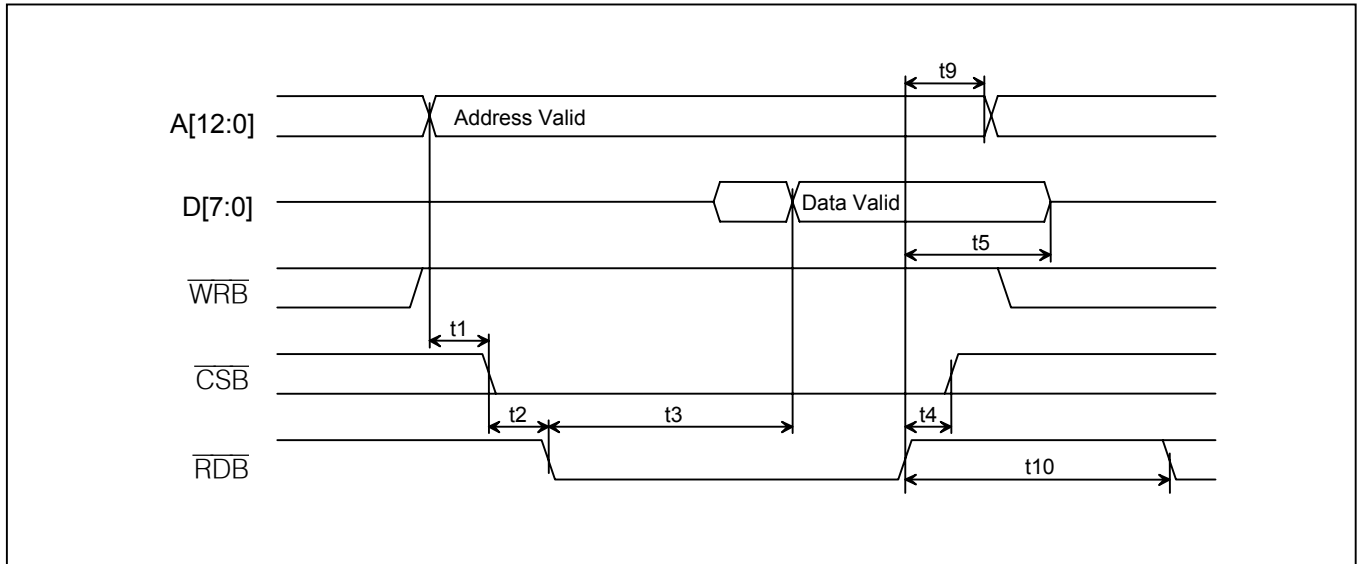 t9
A[12:0] Address Valid
D[7:0] Data Valid
t5
WRB
t1
CSB
t2 t3 t4
RDB
t10